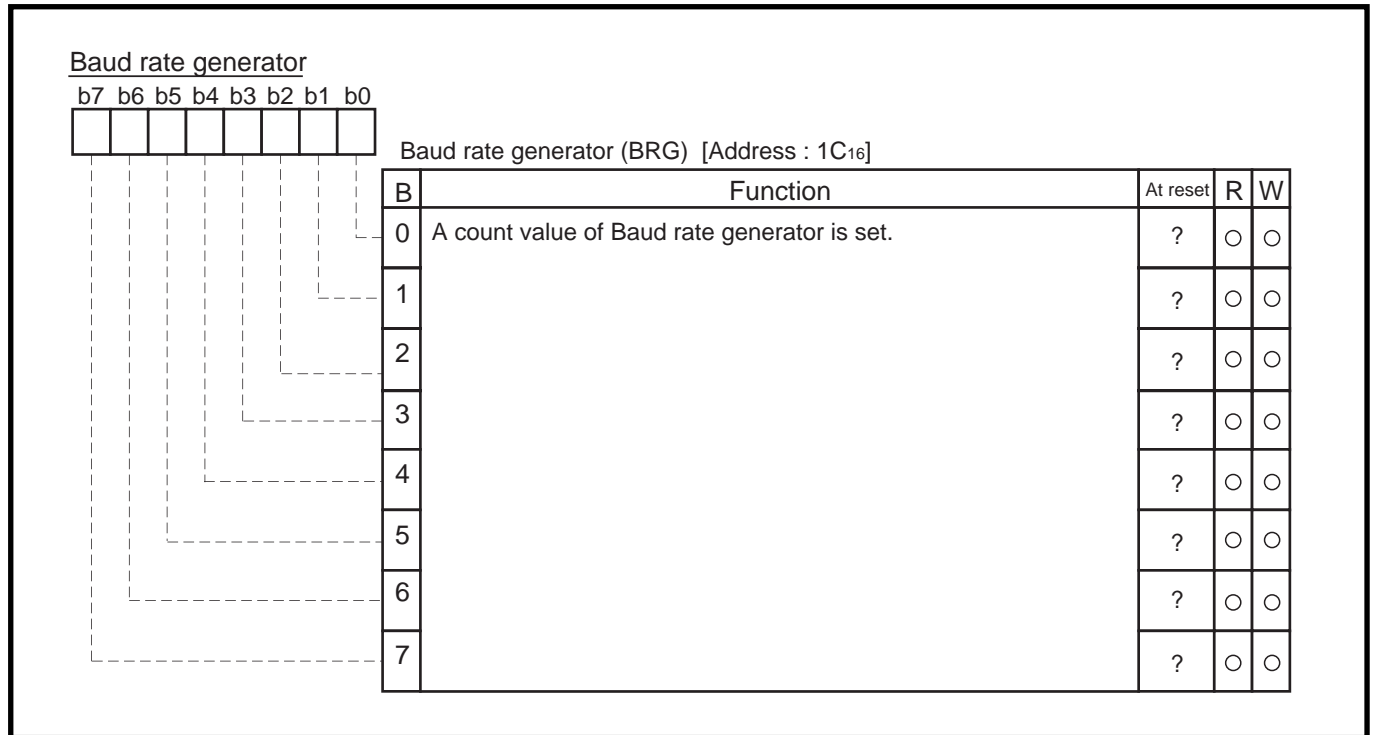 Baud rate generator
b7 b6 b5 b4 b3 b2 b1 b0
Baud rate generator (BRG) [Address : 1C₁₆]
B Function At reset R W
0 A count value of Baud rate generator is set. ? ○ ○
1 ? ○ ○
2 ? ○ ○
3 ? ○ ○
4 ? ○ ○
5 ? ○ ○
6 ? ○ ○
7 ? ○ ○